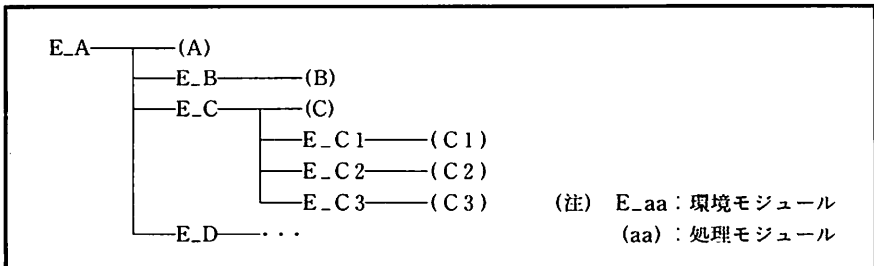 E_A (A)
E_B (B)
E_C (C)
E_C1 (C1)
E_C2 (C2)
E_C3 (C3) (注) E_aa:環境モジュール
E_D ・・・ (aa):処理モジュール